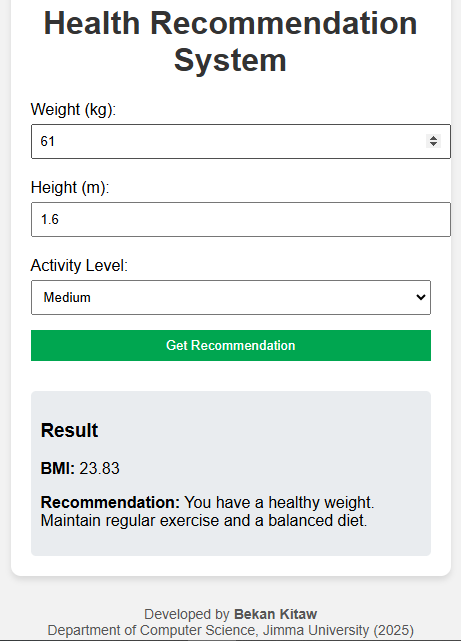 Health Recommendation
System
Weight (kg):
61
Height (m):
1.6
Activity Level:
Medium
Get Recommendation
Result
BMI: 23.83
Recommendation: You have a healthy weight.
Maintain regular exercise and a balanced diet.
Developed by Bekan Kitaw
Department of Computer Science, Jimma University (2025)